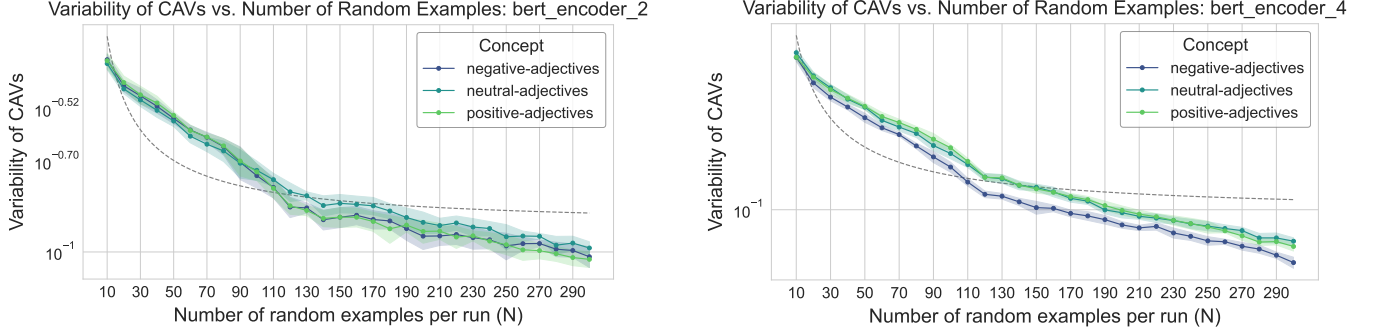 Variability of CAVs vs. Number of Random Examples: bert_encoder_2
Variability of CAVs
10^−0.52
10^−0.70
10^−1
Concept
negative-adjectives
neutral-adjectives
positive-adjectives
10 30 50 70 90 110 130 150 170 190 210 230 250 270 290
Number of random examples per run (N)
Variability of CAVs vs. Number of Random Examples: bert_encoder_4
Variability of CAVs
10^−1
Concept
negative-adjectives
neutral-adjectives
positive-adjectives
10 30 50 70 90 110 130 150 170 190 210 230 250 270 290
Number of random examples per run (N)